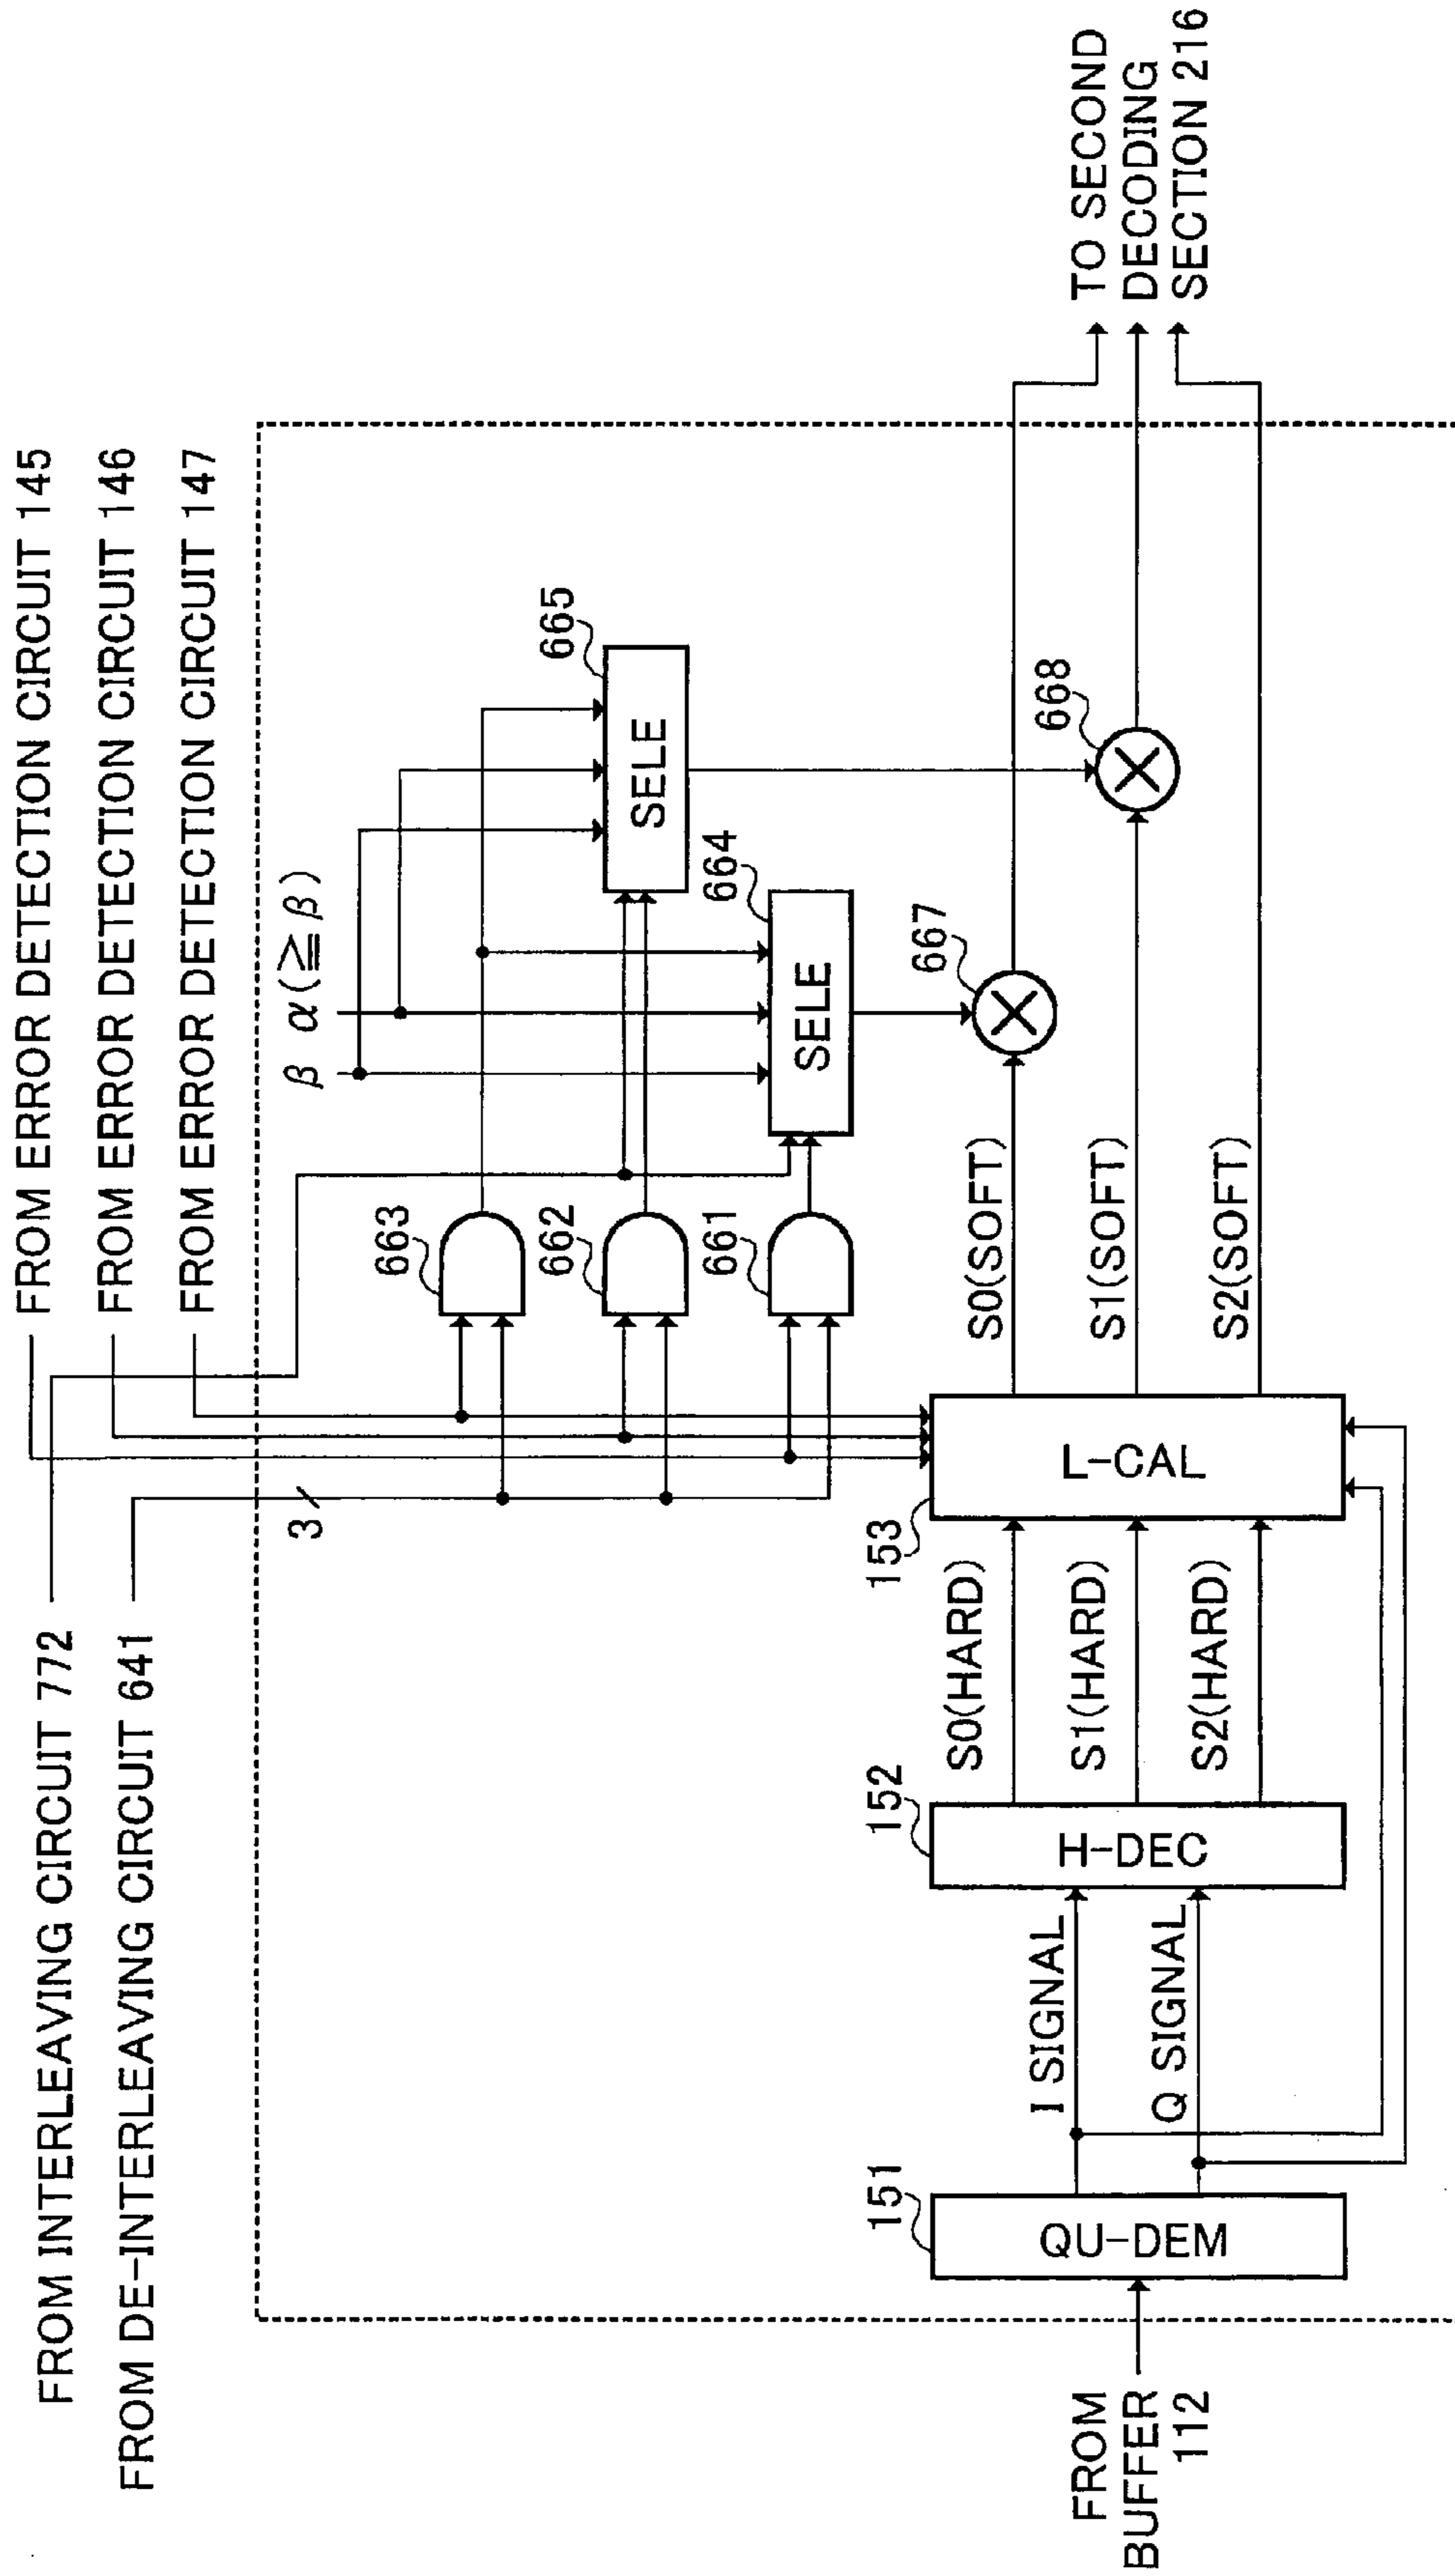 FROM ERROR DETECTION CIRCUIT 145
FROM ERROR DETECTION CIRCUIT 146
FROM ERROR DETECTION CIRCUIT 147
FROM INTERLEAVING CIRCUIT 772
FROM DE-INTERLEAVING CIRCUIT 641
3
β
α(≧β)
663
662
661
665
SELE
664
SELE
667
668
FROM
BUFFER
112
151
QU-DEM
I SIGNAL
Q SIGNAL
152
H-DEC
S0(HARD)
S1(HARD)
S2(HARD)
153
L-CAL
S0(SOFT)
S1(SOFT)
S2(SOFT)
TO SECOND
DECODING
SECTION 216